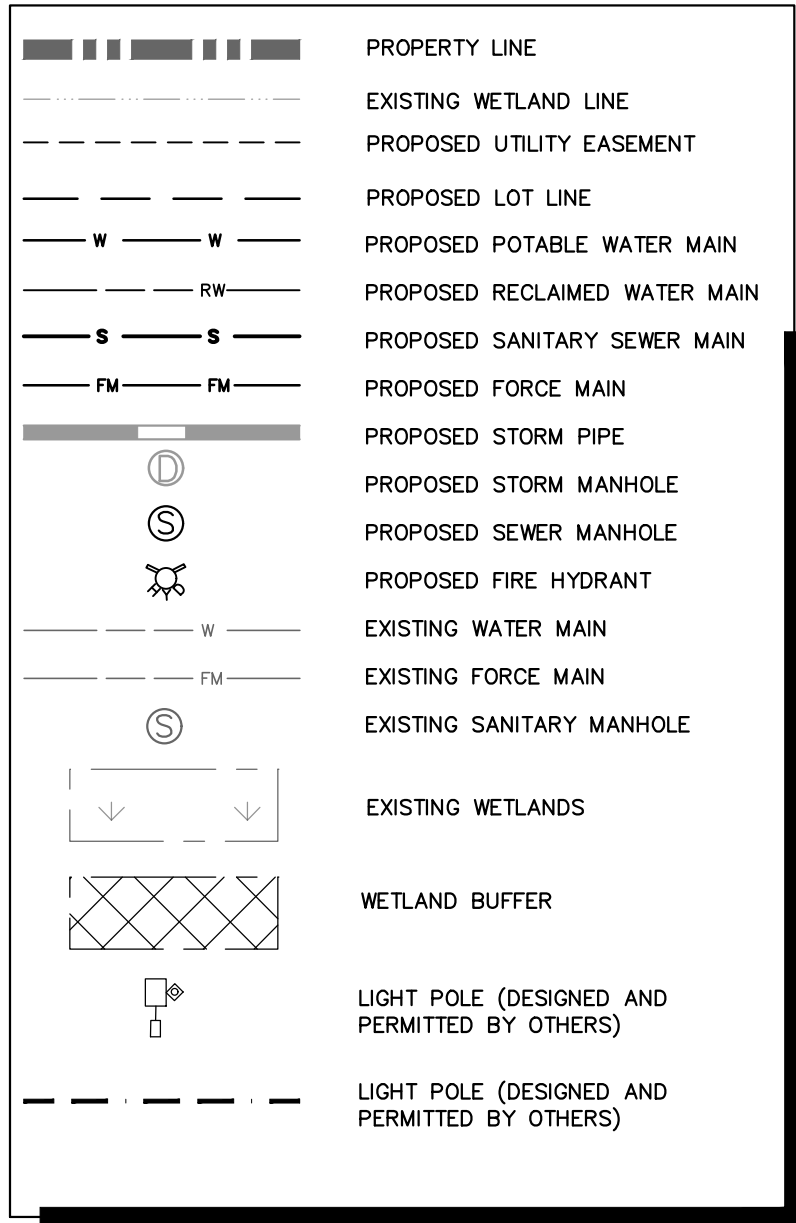 PROPERTY LINE
EXISTING WETLAND LINE
PROPOSED UTILITY EASEMENT
PROPOSED LOT LINE
W W PROPOSED POTABLE WATER MAIN
RW PROPOSED RECLAIMED WATER MAIN
S S PROPOSED SANITARY SEWER MAIN
FM FM PROPOSED FORCE MAIN
PROPOSED STORM PIPE
D PROPOSED STORM MANHOLE
S PROPOSED SEWER MANHOLE
PROPOSED FIRE HYDRANT
W EXISTING WATER MAIN
FM EXISTING FORCE MAIN
S EXISTING SANITARY MANHOLE
EXISTING WETLANDS
WETLAND BUFFER
LIGHT POLE (DESIGNED AND
PERMITTED BY OTHERS)
LIGHT POLE (DESIGNED AND
PERMITTED BY OTHERS)